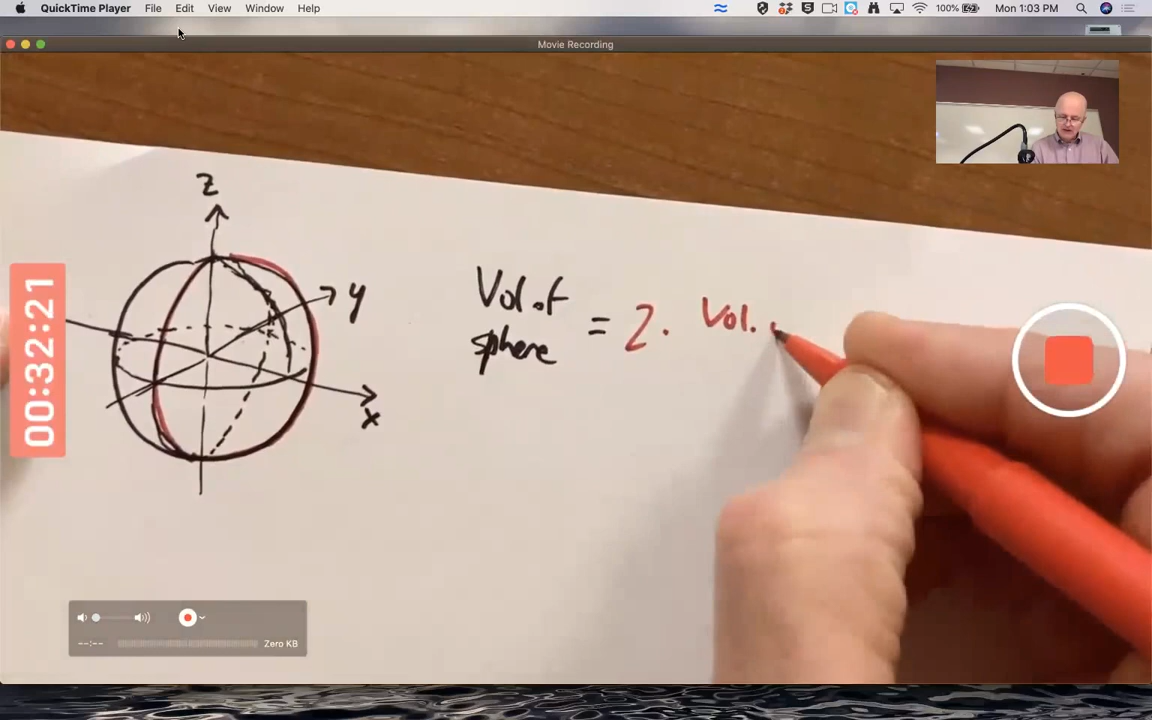 QuickTime Player File Edit View Window Help 100% Mon 1:03 PM
Movie Recording
z
y
x
Vol. of
sphere
= 2. Vol.
00:32:21
--:-- Zero KB